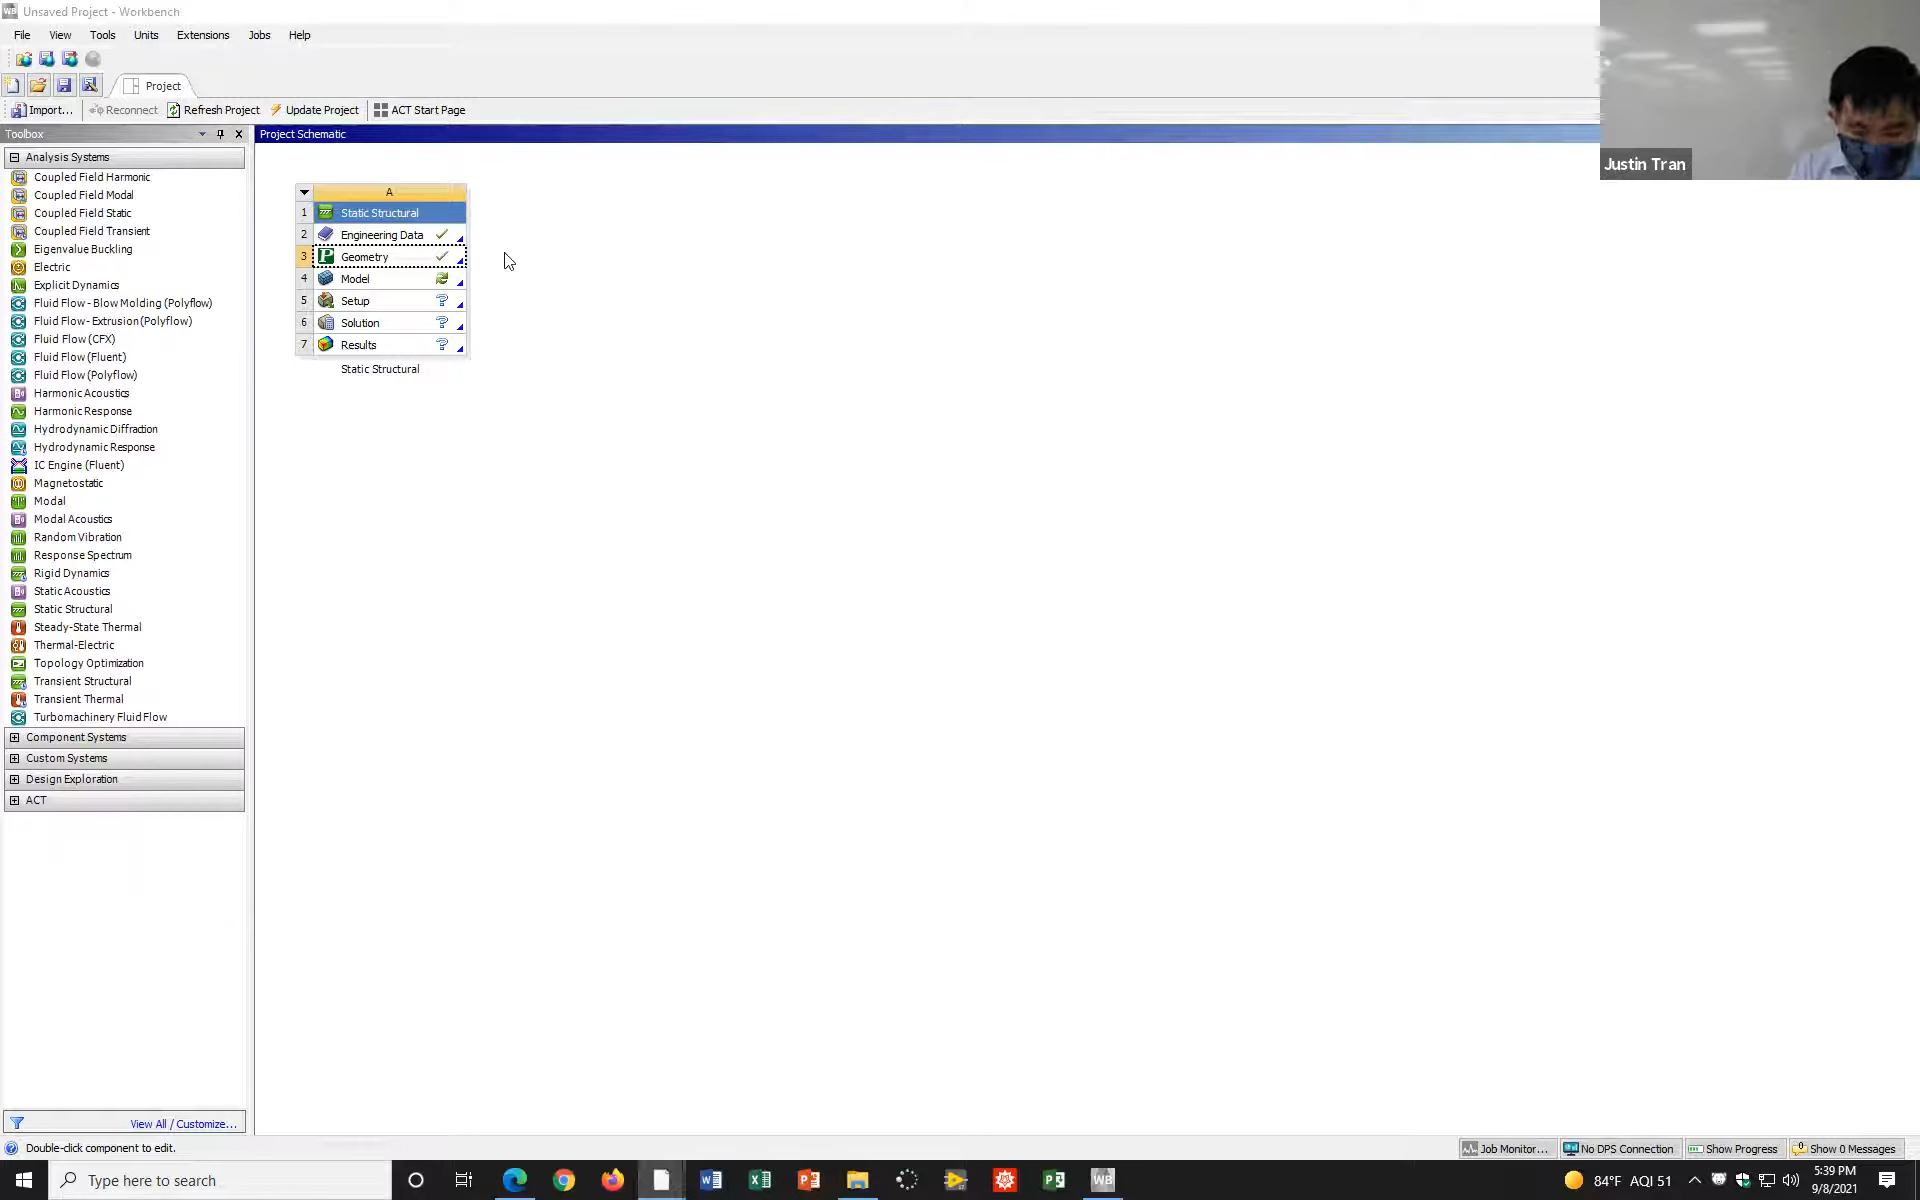 Unsaved Project - Workbench
File View Tools Units Extensions Jobs Help
Project
Import... Reconnect Refresh Project Update Project ACT Start Page
Toolbox
Project Schematic
Analysis Systems
Coupled Field Harmonic
Coupled Field Modal
Coupled Field Static
Coupled Field Transient
Eigenvalue Buckling
Electric
Explicit Dynamics
Fluid Flow - Blow Molding (Polyflow)
Fluid Flow - Extrusion (Polyflow)
Fluid Flow (CFX)
Fluid Flow (Fluent)
Fluid Flow (Polyflow)
Harmonic Acoustics
Harmonic Response
Hydrodynamic Diffraction
Hydrodynamic Response
IC Engine (Fluent)
Magnetostatic
Modal
Modal Acoustics
Random Vibration
Response Spectrum
Rigid Dynamics
Static Acoustics
Static Structural
Steady-State Thermal
Thermal-Electric
Topology Optimization
Transient Structural
Transient Thermal
Turbomachinery Fluid Flow
Component Systems
Custom Systems
Design Exploration
ACT
View All / Customize...
A
1 Static Structural
2 Engineering Data
3 Geometry
4 Model
5 Setup
6 Solution
7 Results
Static Structural
Justin Tran
Double-click component to edit.
Job Monitor... No DPS Connection Show Progress Show 0 Messages
Type here to search
84°F AQI 51
5:39 PM
9/8/2021